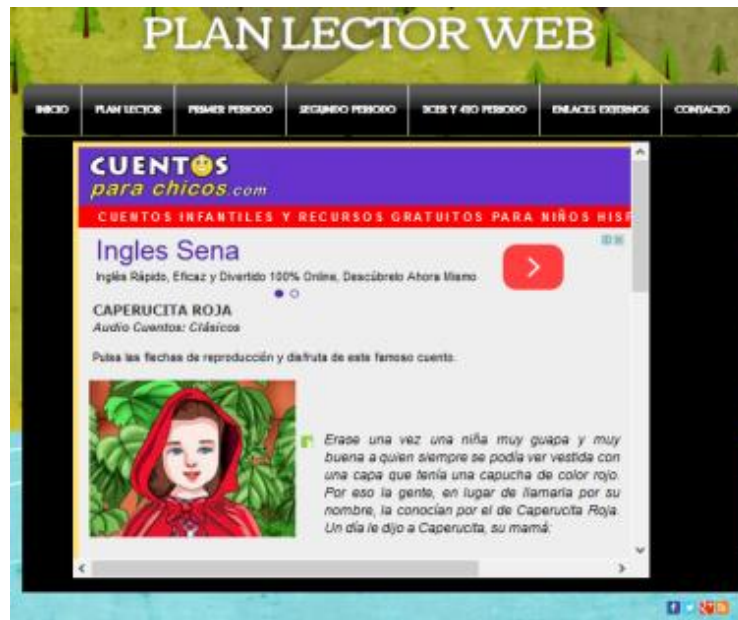 PLAN LECTOR WEB
INICIO PLAN LECTOR PRIMER PERIODO SEGUNDO PERIODO 3CER Y 4TO PERIODO ENLACES EXTERNOS CONTACTO
CUENTOS
para chicos.com
CUENTOS INFANTILES Y RECURSOS GRATUITOS PARA NIÑOS HISP
Ingles Sena
Inglés Rápido, Eficaz y Divertido 100% Online, Descúbrelo Ahora Mismo
CAPERUCITA ROJA
Audio Cuentos: Clásicos
Pulsa las flechas de reproducción y disfruta de este famoso cuento.
Erase una vez una niña muy guapa y muy
buena a quien siempre se podía ver vestida con
una capa que tenía una capucha de color rojo.
Por eso la gente, en lugar de llamarla por su
nombre, la conocían por el de Caperucita Roja.
Un día le dijo a Caperucita, su mamá: